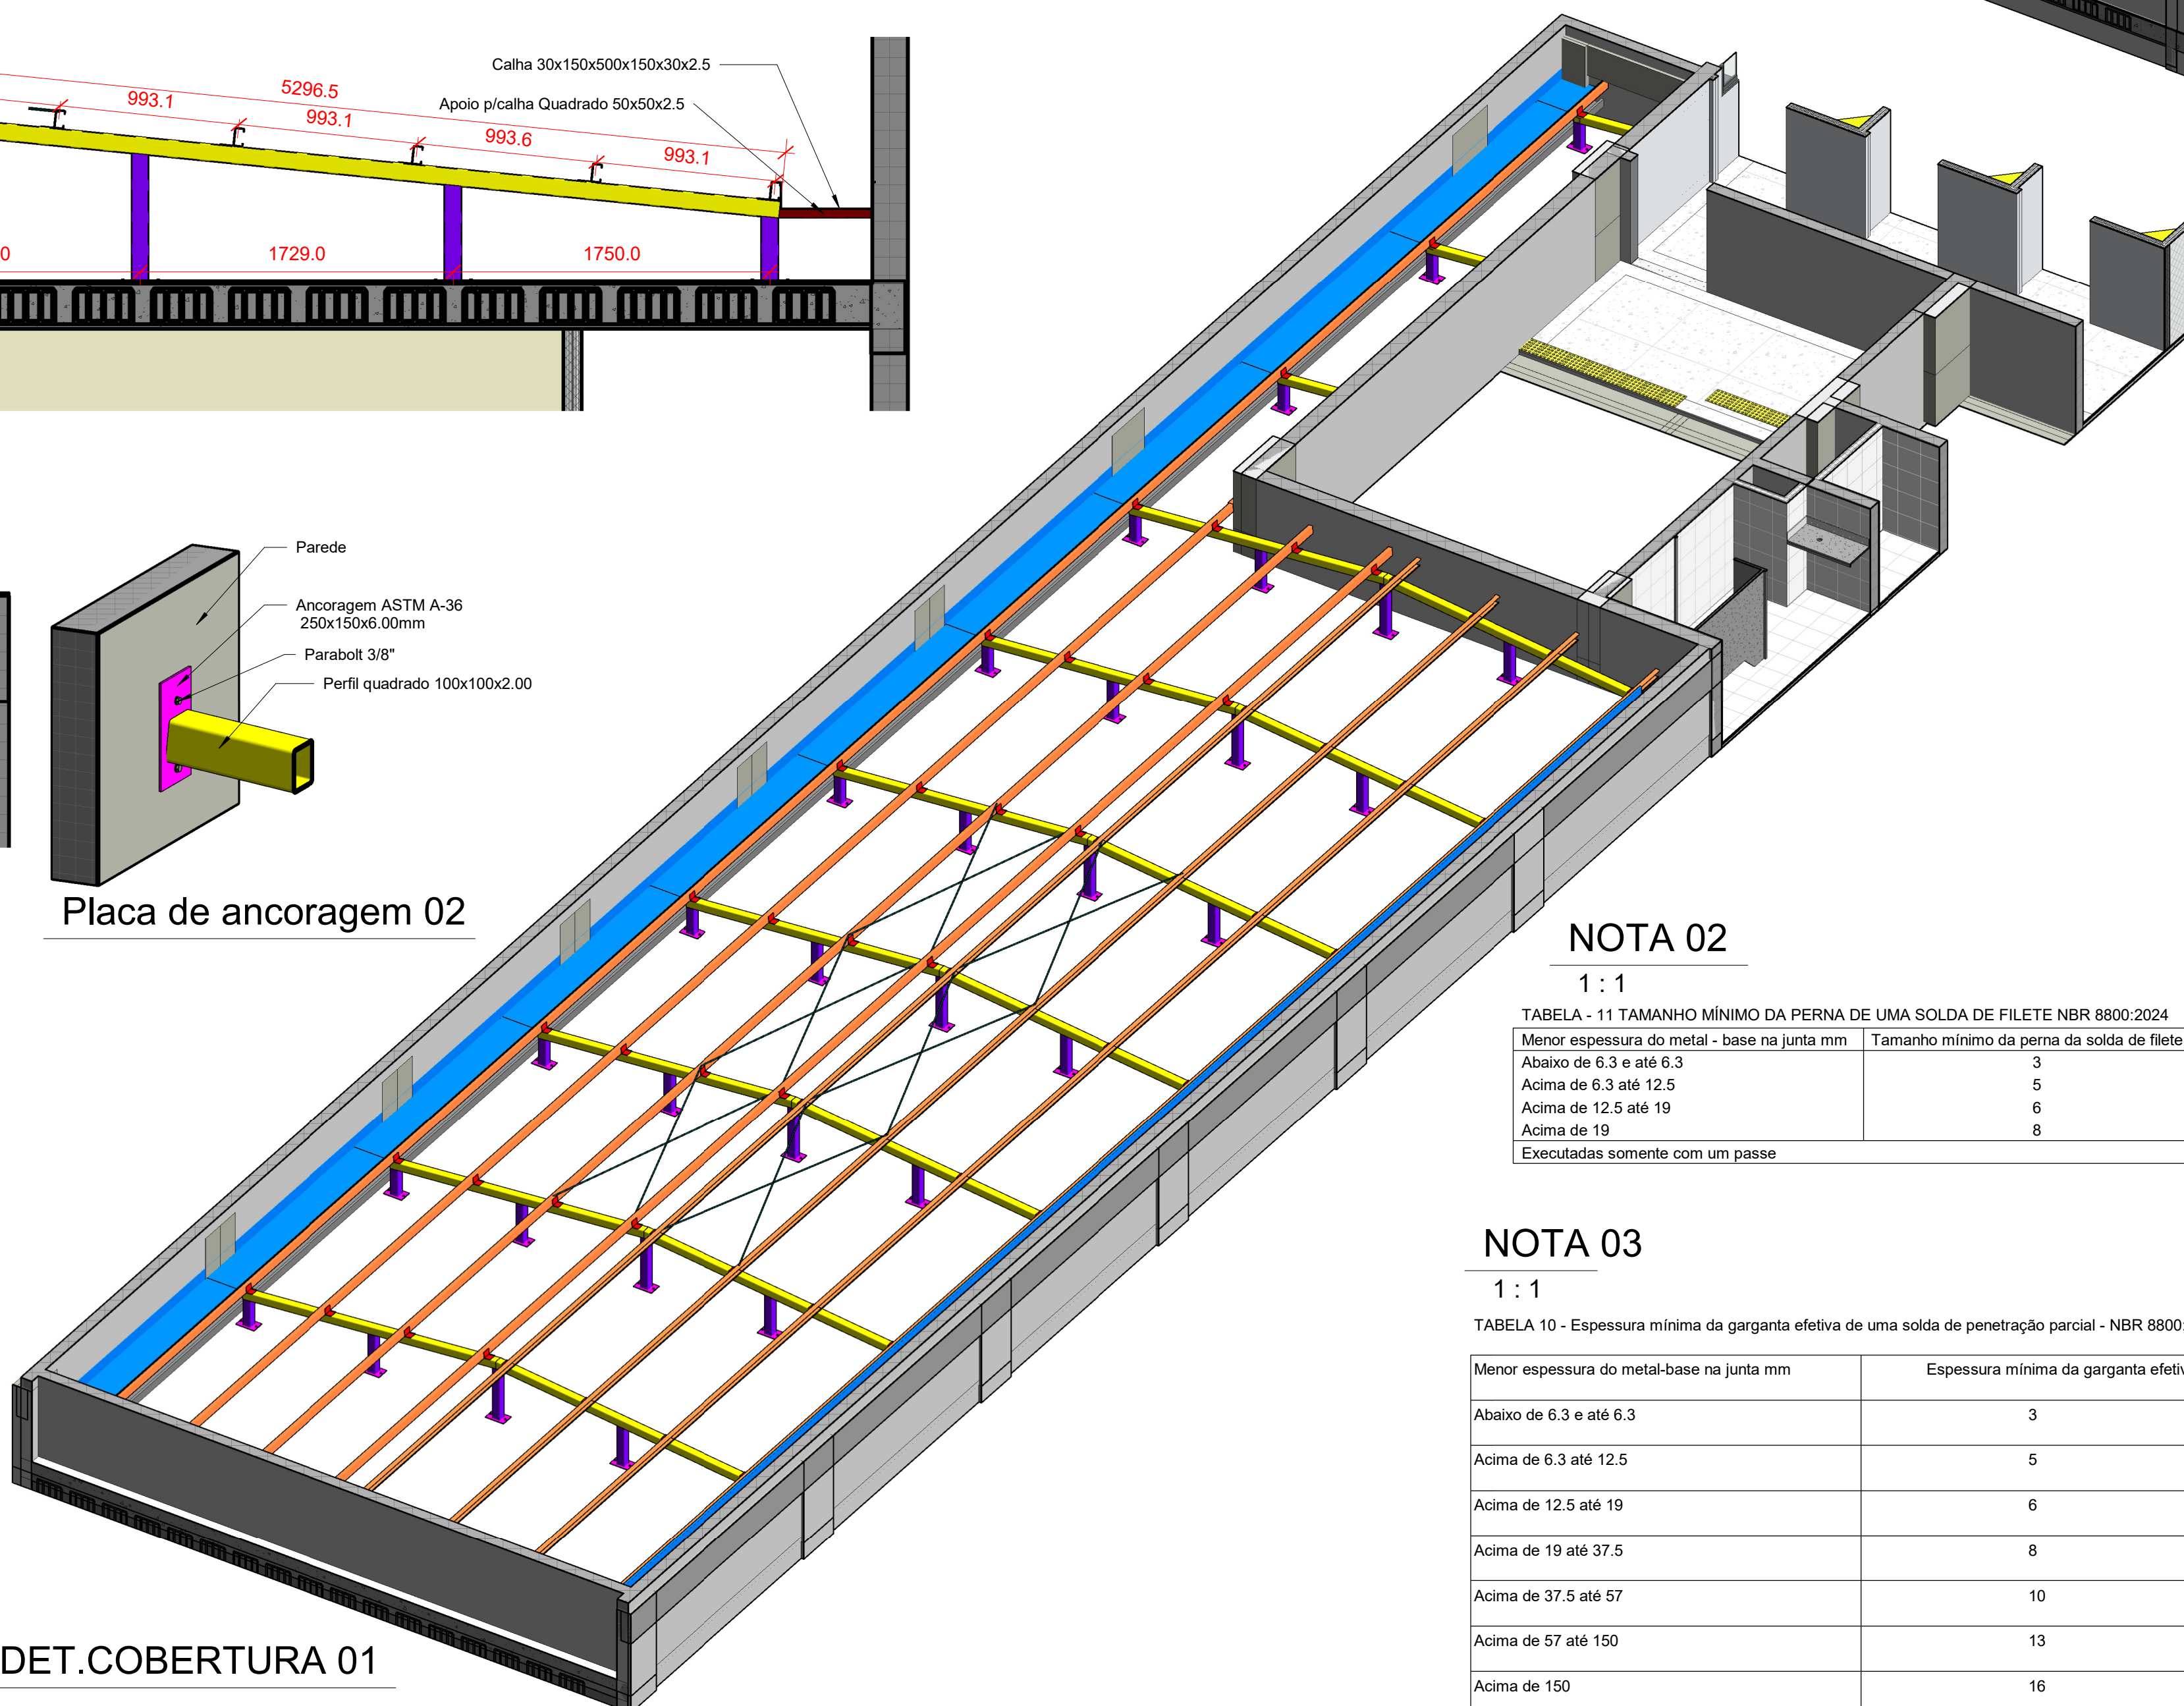 Calha 30x150x500x150x30x2.5
Apoio p/calha Quadrado 50x50x2.5
5296.5
993.1
993.1
993.6
993.1
0
1729.0
1750.0
Parede
Ancoragem ASTM A-36
250x150x6.00mm
Parabolt 3/8"
Perfil quadrado 100x100x2.00
Placa de ancoragem 02
DET.COBERTURA 01
NOTA 02
1 : 1
TABELA - 11 TAMANHO MÍNIMO DA PERNA DE UMA SOLDA DE FILETE NBR 8800:2024
Menor espessura do metal - base na junta mm Tamanho mínimo da perna da solda de filete
Abaixo de 6.3 e até 6.3 3
Acima de 6.3 até 12.5 5
Acima de 12.5 até 19 6
Acima de 19 8
Executadas somente com um passe
NOTA 03
1 : 1
TABELA 10 - Espessura mínima da garganta efetiva de uma solda de penetração parcial - NBR 8800:
Menor espessura do metal-base na junta mm Espessura mínima da garganta efeti
Abaixo de 6.3 e até 6.3 3
Acima de 6.3 até 12.5 5
Acima de 12.5 até 19 6
Acima de 19 até 37.5 8
Acima de 37.5 até 57 10
Acima de 57 até 150 13
Acima de 150 16